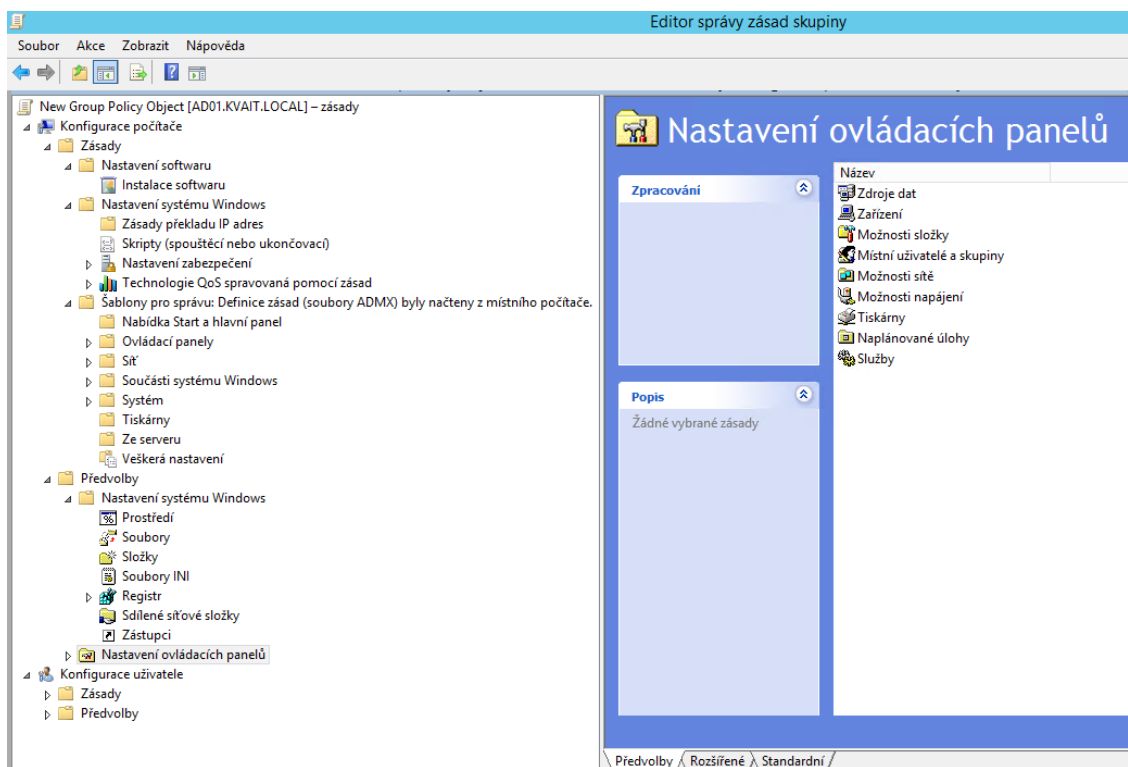 Editor správy zásad skupiny
Soubor Akce Zobrazit Nápověda
New Group Policy Object [AD01.KVAIT.LOCAL] – zásady
Konfigurace počítače
Zásady
Nastavení softwaru
Instalace softwaru
Nastavení systému Windows
Zásady překladu IP adres
Skripty (spouštěcí nebo ukončovací)
Nastavení zabezpečení
Technologie QoS spravovaná pomocí zásad
Šablony pro správu: Definice zásad (soubory ADMX) byly načteny z místního počítače.
Nabídka Start a hlavní panel
Ovládací panely
Síť
Součásti systému Windows
Systém
Tiskárny
Ze serveru
Veškerá nastavení
Předvolby
Nastavení systému Windows
Prostředí
Soubory
Složky
Soubory INI
Registr
Sdílené síťové složky
Zástupci
Nastavení ovládacích panelů
Konfigurace uživatele
Zásady
Předvolby
Nastavení ovládacích panelů
Zpracování
Popis
Žádné vybrané zásady
Název
Zdroje dat
Zařízení
Možnosti složky
Místní uživatelé a skupiny
Možnosti sítě
Možnosti napájení
Tiskárny
Naplánované úlohy
Služby
Předvolby Rozšířené Standardní